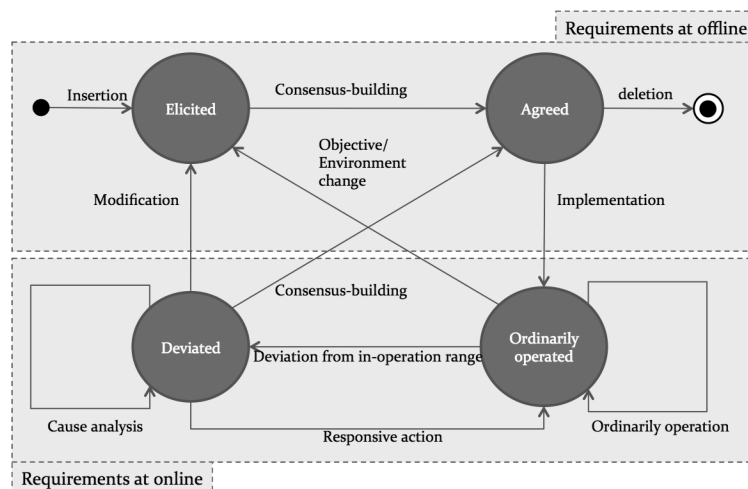 Requirements at offline
Insertion
Elicited
Consensus-building
Agreed
deletion
Objective/
Environment
change
Modification
Implementation
Consensus-building
Deviated
Deviation from in-operation range
Ordinarily
operated
Cause analysis
Responsive action
Ordinarily operation
Requirements at online